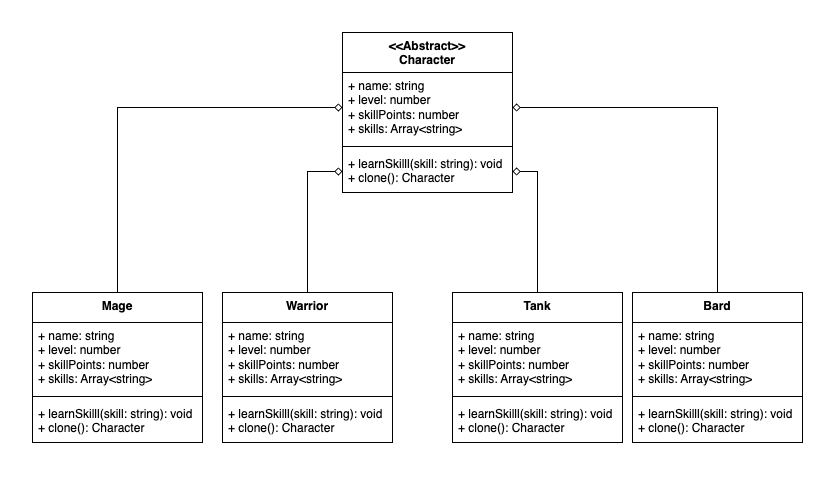 <<Abstract>>
Character
+ name: string
+ level: number
+ skillPoints: number
+ skills: Array<string>
+ learnSkilll(skill: string): void
+ clone(): Character
Mage
+ name: string
+ level: number
+ skillPoints: number
+ skills: Array<string>
+ learnSkilll(skill: string): void
+ clone(): Character
Warrior
+ name: string
+ level: number
+ skillPoints: number
+ skills: Array<string>
+ learnSkilll(skill: string): void
+ clone(): Character
Tank
+ name: string
+ level: number
+ skillPoints: number
+ skills: Array<string>
+ learnSkilll(skill: string): void
+ clone(): Character
Bard
+ name: string
+ level: number
+ skillPoints: number
+ skills: Array<string>
+ learnSkilll(skill: string): void
+ clone(): Character